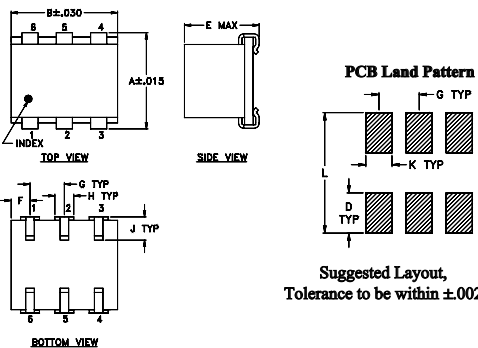 B±.030
6 5 4
A±.015
INDEX
1 2 3
TOP VIEW
E MAX
SIDE VIEW
PCB Land Pattern
G TYP
K TYP
L
D
TYP
Suggested Layout,
Tolerance to be within ±.002
G TYP
H TYP
F
1 2 3
J TYP
6 5 4
BOTTOM VIEW